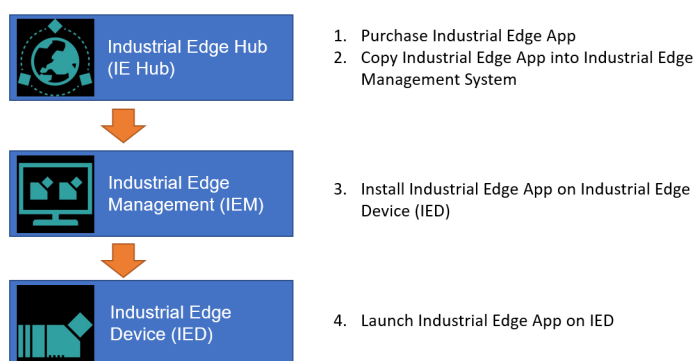 Industrial Edge Hub
(IE Hub)
1. Purchase Industrial Edge App
2. Copy Industrial Edge App into Industrial Edge
Management System
Industrial Edge
Management (IEM)
3. Install Industrial Edge App on Industrial Edge
Device (IED)
Industrial Edge
Device (IED)
4. Launch Industrial Edge App on IED